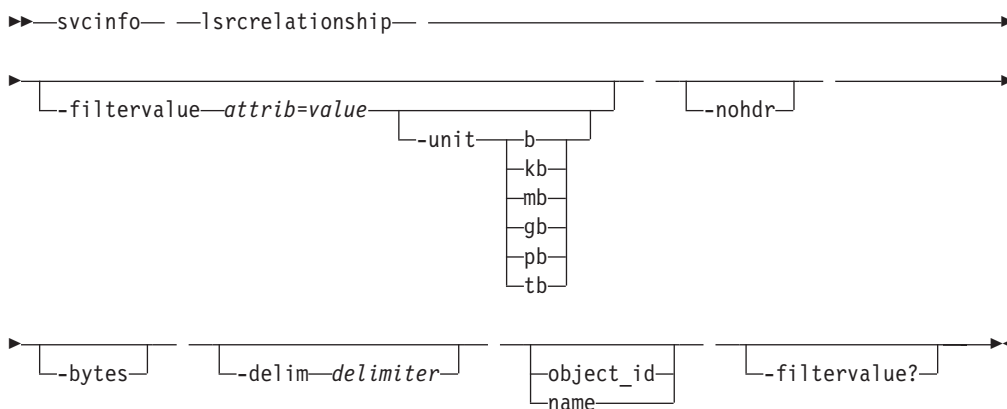 svcinfo lsrcrelationship
-filtervalue attrib=value -nohdr
-unit b
kb
mb
gb
pb
tb
-bytes -delim delimiter object_id -filtervalue?
name